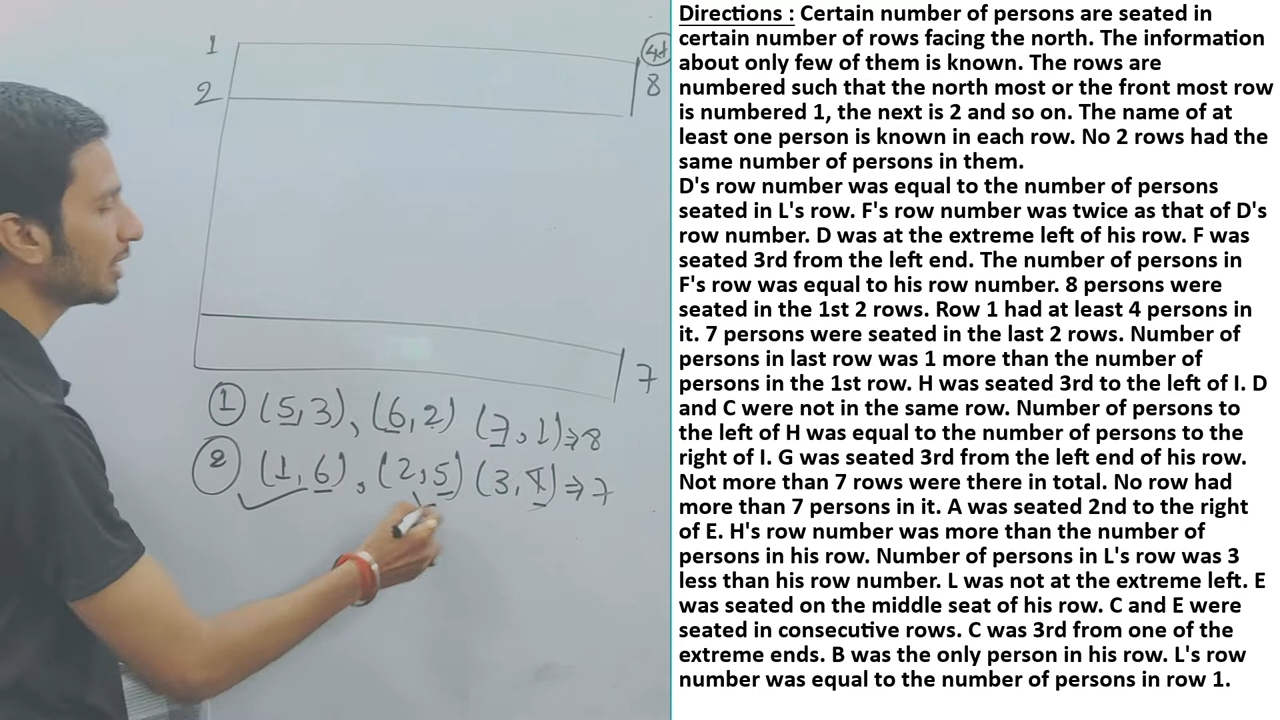 1
2
4+
8
7
① (5,3), (6,2) (7,1)⇒8
② (1,6), (2,5) (3,4)⇒7
Directions : Certain number of persons are seated in
certain number of rows facing the north. The information
about only few of them is known. The rows are
numbered such that the north most or the front most row
is numbered 1, the next is 2 and so on. The name of at
least one person is known in each row. No 2 rows had the
same number of persons in them.
D's row number was equal to the number of persons
seated in L's row. F's row number was twice as that of D's
row number. D was at the extreme left of his row. F was
seated 3rd from the left end. The number of persons in
F's row was equal to his row number. 8 persons were
seated in the 1st 2 rows. Row 1 had at least 4 persons in
it. 7 persons were seated in the last 2 rows. Number of
persons in last row was 1 more than the number of
persons in the 1st row. H was seated 3rd to the left of I. D
and C were not in the same row. Number of persons to
the left of H was equal to the number of persons to the
right of I. G was seated 3rd from the left end of his row.
Not more than 7 rows were there in total. No row had
more than 7 persons in it. A was seated 2nd to the right
of E. H's row number was more than the number of
persons in his row. Number of persons in L's row was 3
less than his row number. L was not at the extreme left. E
was seated on the middle seat of his row. C and E were
seated in consecutive rows. C was 3rd from one of the
extreme ends. B was the only person in his row. L's row
number was equal to the number of persons in row 1.